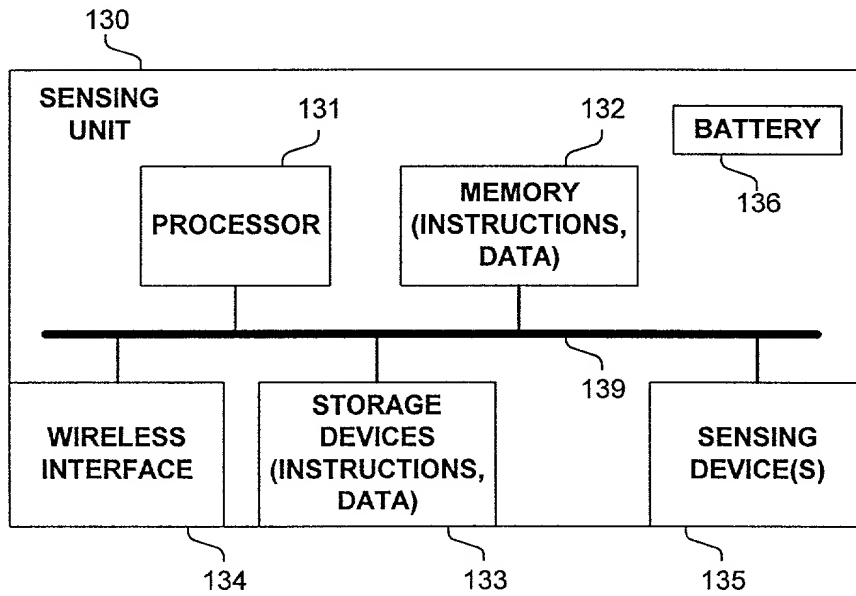 130
SENSING
UNIT
131
132
BATTERY
136
PROCESSOR
MEMORY
(INSTRUCTIONS,
DATA)
139
WIRELESS
INTERFACE
STORAGE
DEVICES
(INSTRUCTIONS,
DATA)
SENSING
DEVICE(S)
134
133
135